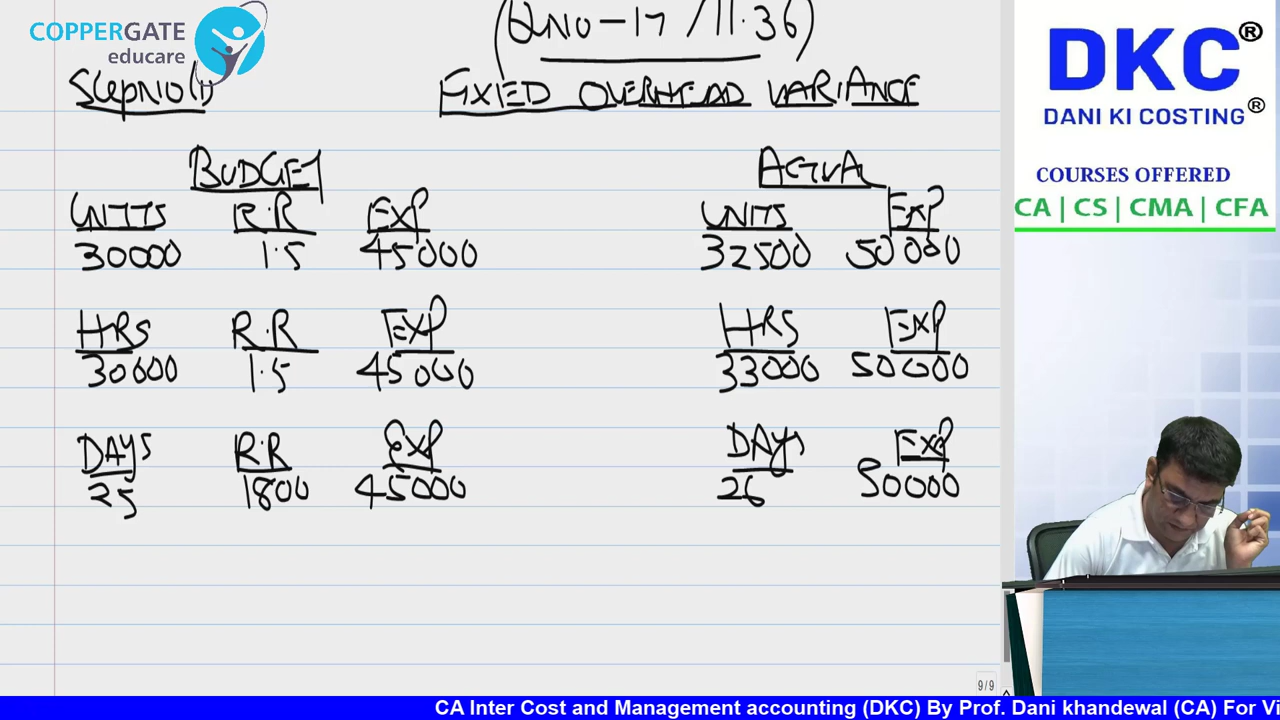 COPPERGATE
educare
(QNO-17/11.36)
StepNO(1) FIXED OVERHEAD VARIANCE
BUDGET ACTUAL
UNITS R.R EXP UNITS EXP
30000 1.5 45000 32500 50000
HRS R.R EXP HRS EXP
30000 1.5 45000 33000 50000
DAYS R.R EXP DAYS EXP
25 1800 45000 26 50000
DKC®
DANI KI COSTING®
COURSES OFFERED
CA | CS | CMA | CFA
9/9
CA Inter Cost and Management accounting (DKC) By Prof. Dani khandewal (CA) For Vi